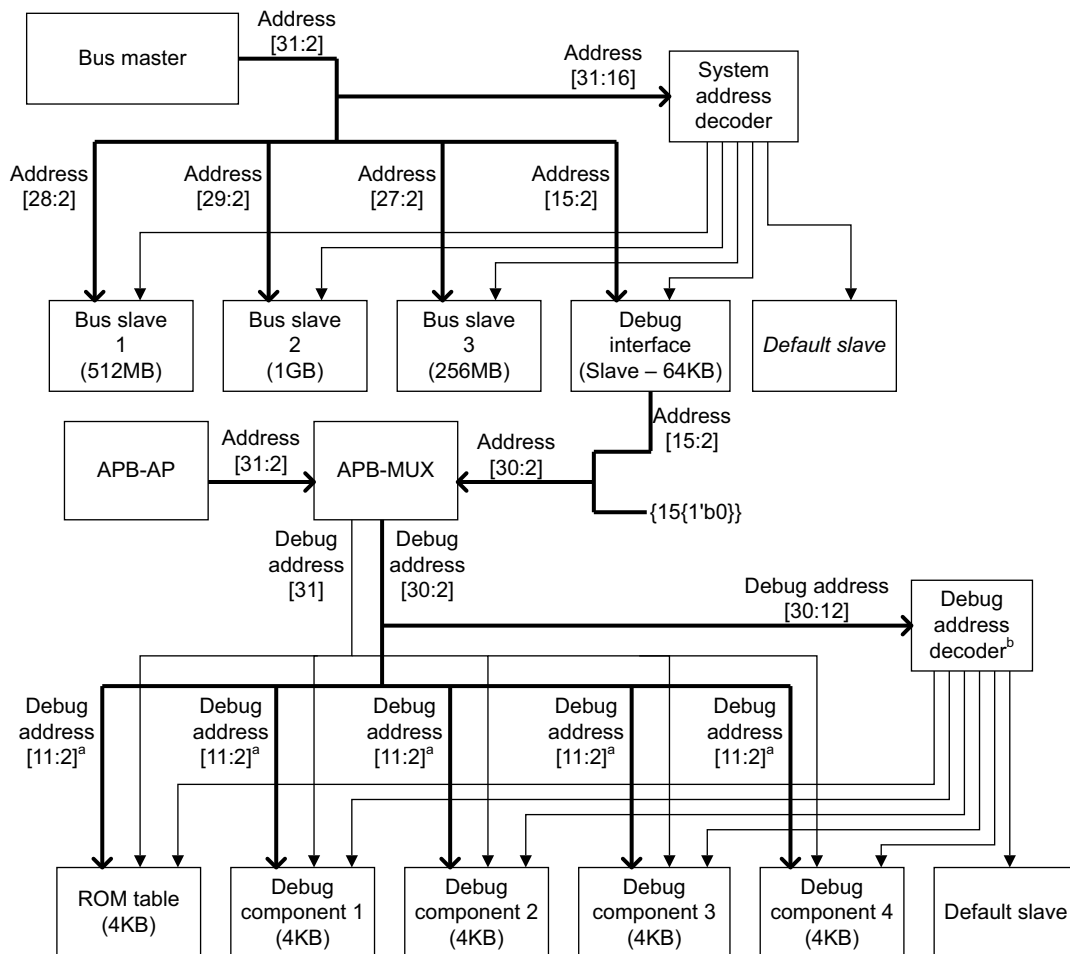 Address
[31:2]
Bus master
Address
[31:16]
System
address
decoder
Address
[28:2]
Address
[29:2]
Address
[27:2]
Address
[15:2]
Bus slave
1
(512MB)
Bus slave
2
(1GB)
Bus slave
3
(256MB)
Debug
interface
(Slave – 64KB)
Default slave
Address
[15:2]
APB-AP
Address
[31:2]
APB-MUX
Address
[30:2]
{15{1'b0}}
Debug
address
[31]
Debug
address
[30:2]
Debug address
[30:12]
Debug
address
decoderb
Debug
address
[11:2]a
Debug
address
[11:2]a
Debug
address
[11:2]a
Debug
address
[11:2]a
Debug
address
[11:2]a
ROM table
(4KB)
Debug
component 1
(4KB)
Debug
component 2
(4KB)
Debug
component 3
(4KB)
Debug
component 4
(4KB)
Default slave